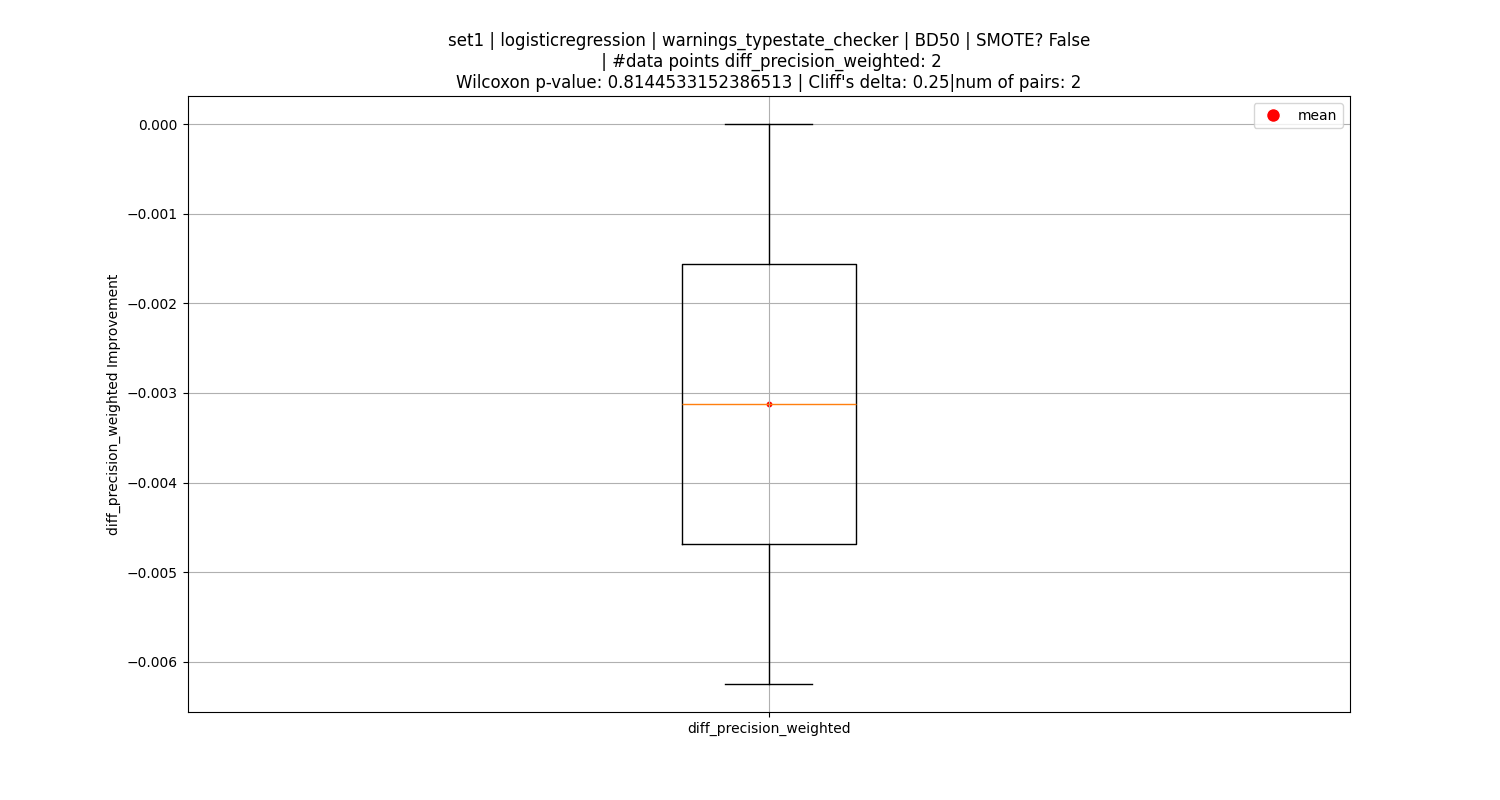 set1 | logisticregression | warnings_typestate_checker | BD50 | SMOTE? False
| #data points diff_precision_weighted: 2
Wilcoxon p-value: 0.8144533152386513 | Cliff's delta: 0.25|num of pairs: 2
mean
0.000
−0.001
−0.002
−0.003
−0.004
−0.005
−0.006
diff_precision_weighted Improvement
diff_precision_weighted